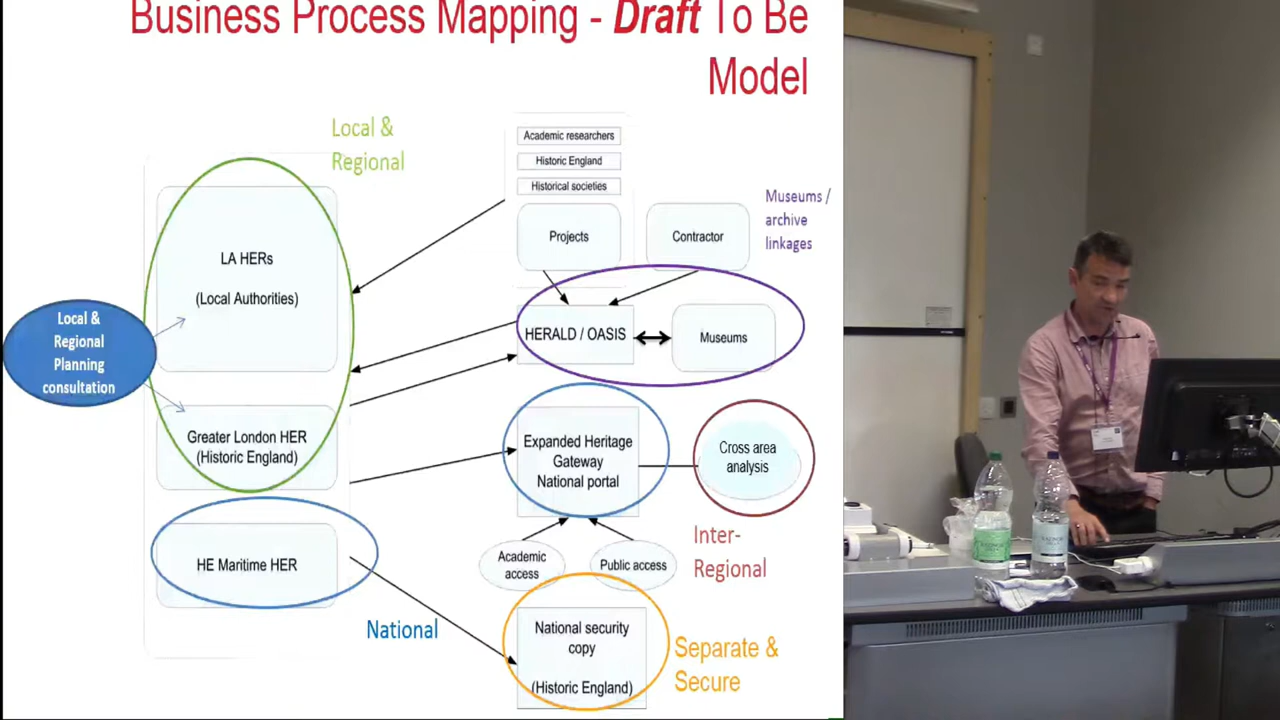 Business Process Mapping - Draft To Be
Model
Local &
Regional
Academic researchers
Historic England
Historical societies
Projects
Contractor
Museums /
archive
linkages
LA HERs
(Local Authorities)
Local &
Regional
Planning
consultation
HERALD / OASIS
Museums
Greater London HER
(Historic England)
Expanded Heritage
Gateway
National portal
Cross area
analysis
HE Maritime HER
Academic
access
Public access
Inter-
Regional
National
National security
copy
(Historic England)
Separate &
Secure